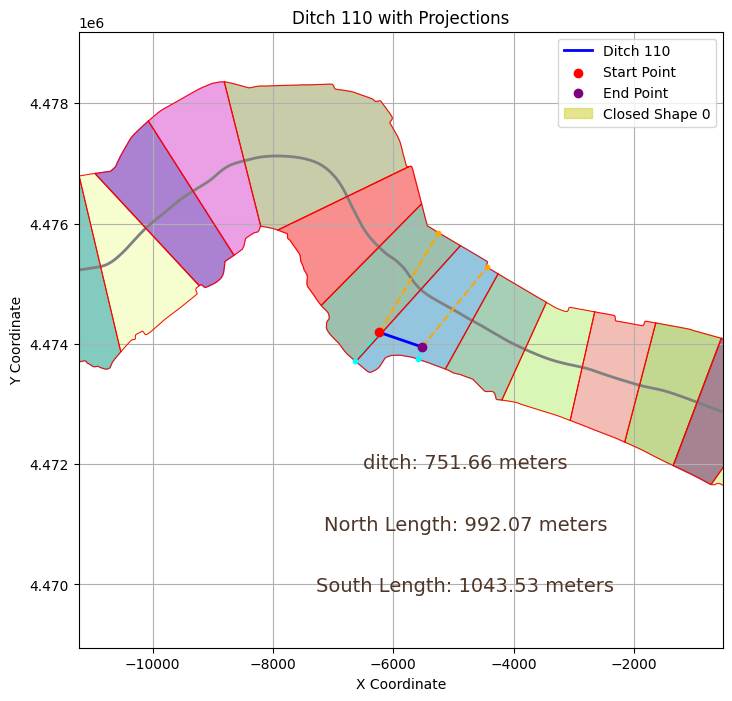 Ditch 110 with Projections
1e6
Ditch 110
Start Point
End Point
Closed Shape 0
4.478
4.476
4.474
4.472
4.470
Y Coordinate
ditch: 751.66 meters
North Length: 992.07 meters
South Length: 1043.53 meters
−10000
−8000
−6000
−4000
−2000
X Coordinate